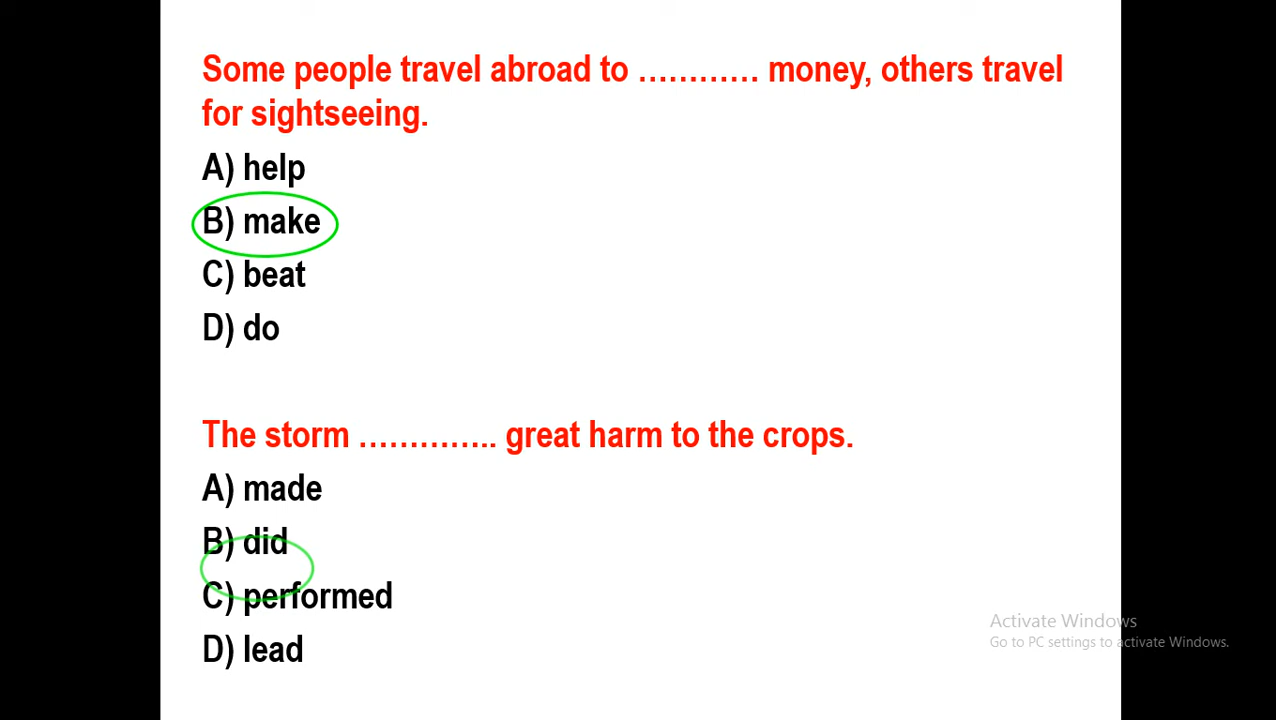 Some people travel abroad to ………… money, others travel
for sightseeing.
A) help
B) make
C) beat
D) do
The storm ………….. great harm to the crops.
A) made
B) did
C) performed
D) lead
Activate Windows
Go to PC settings to activate Windows.